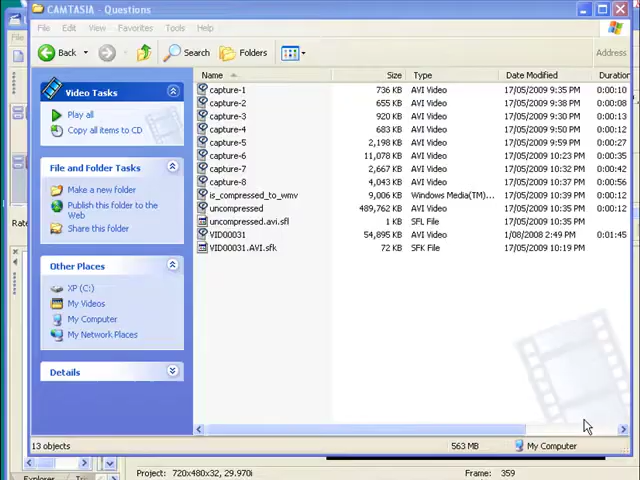 CAMTASIA - Questions
File Edit View Favorites Tools Help
Back Search Folders Address
Name Size Type Date Modified Duration
Video Tasks
Play all
Copy all items to CD
File and Folder Tasks
Make a new folder
Publish this folder to the
Web
Share this folder
Other Places
XP (C:)
My Videos
My Computer
My Network Places
Details
capture-1 736 KB AVI Video 17/05/2009 9:35 PM 0:00:10
capture-2 655 KB AVI Video 17/05/2009 9:38 PM 0:00:08
capture-3 920 KB AVI Video 17/05/2009 9:44 PM 0:00:13
capture-4 683 KB AVI Video 17/05/2009 9:50 PM 0:00:12
capture-5 2,198 KB AVI Video 17/05/2009 9:59 PM 0:00:27
capture-6 11,078 KB AVI Video 17/05/2009 10:23 PM 0:00:35
capture-7 2,667 KB AVI Video 17/05/2009 10:32 PM 0:00:42
capture-8 4,043 KB AVI Video 17/05/2009 10:37 PM 0:00:56
is_compressed_to_wmv 9,006 KB Windows Media(TM)... 17/05/2009 10:39 PM 0:00:12
uncompressed 489,762 KB AVI Video 17/05/2009 10:35 PM 0:00:12
uncompressed.avi.sfl 1 KB SFL File 17/05/2009 10:35 PM
VID00031 54,895 KB AVI Video 1/08/2008 2:49 PM 0:01:45
VID00031.AVI.sfk 72 KB SFK File 17/05/2009 10:19 PM
13 objects 563 MB My Computer
Project: 720x480x32, 29.970i Frame: 359
Explorer